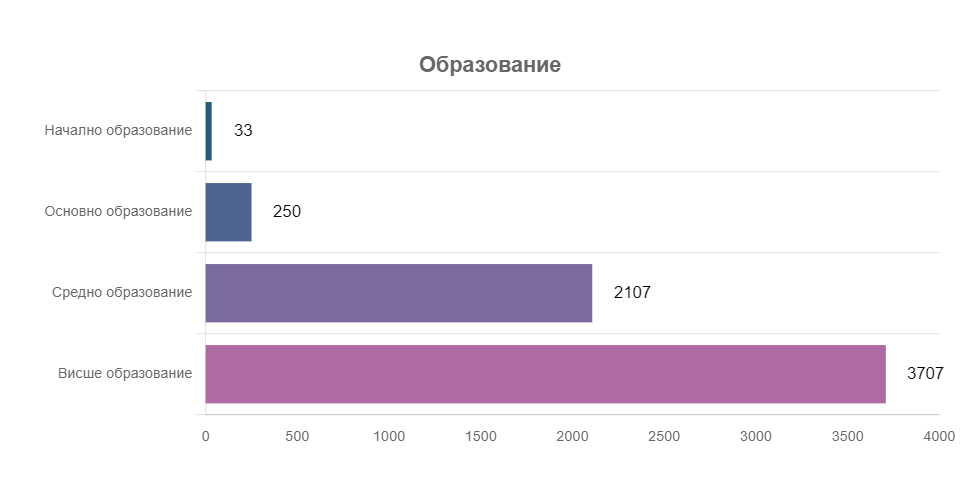 Образование
Начално образование 33
Основно образование 250
Средно образование 2107
Висше образование 3707
0 500 1000 1500 2000 2500 3000 3500 4000